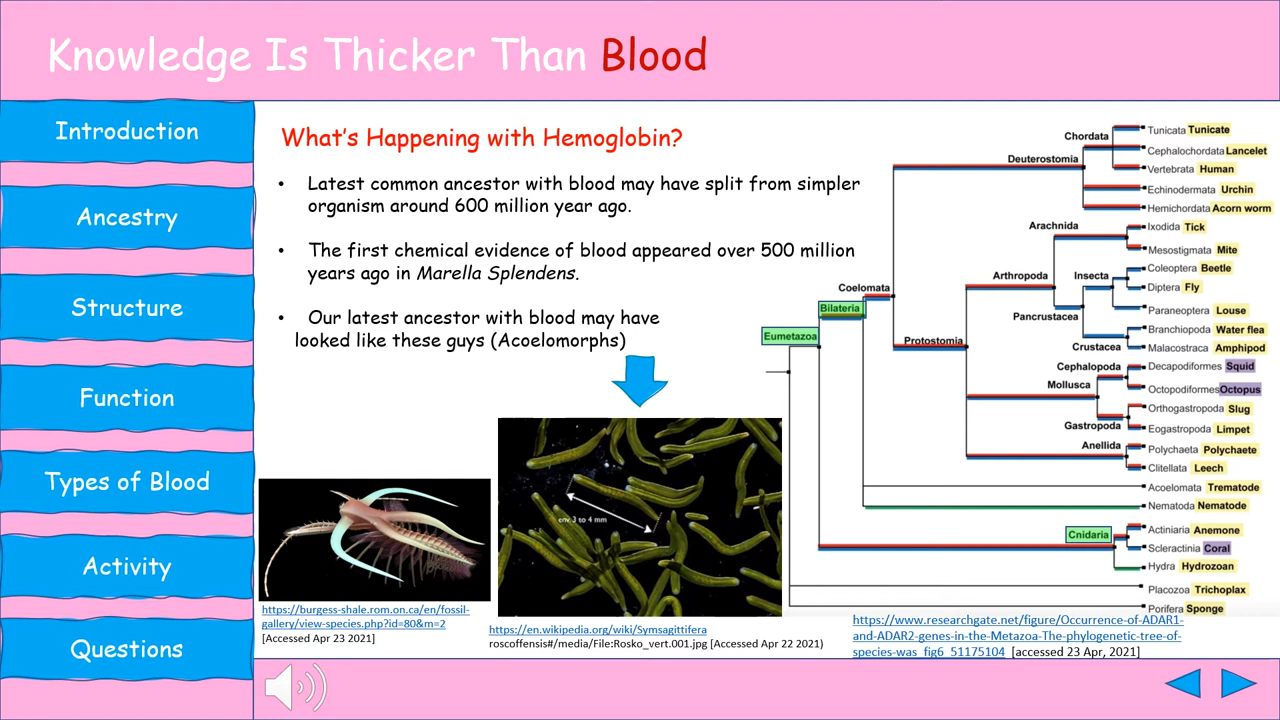 Knowledge Is Thicker Than Blood
Introduction
Ancestry
Structure
Function
Types of Blood
Activity
Questions
What's Happening with Hemoglobin?
• Latest common ancestor with blood may have split from simpler
organism around 600 million year ago.
• The first chemical evidence of blood appeared over 500 million
years ago in Marella Splendens.
• Our latest ancestor with blood may have
looked like these guys (Acoelomorphs)
env. 3 to 4 mm
https://burgess-shale.rom.on.ca/en/fossil-
gallery/view-species.php?id=80&m=2
[Accessed Apr 23 2021]
https://en.wikipedia.org/wiki/Symsagittifera
roscoffensis#/media/File:Rosko_vert.001.jpg [Accessed Apr 22 2021)
Eumetazoa
Bilateria
Coelomata
Deuterostomia
Chordata
Protostomia
Arthropoda
Arachnida
Insecta
Pancrustacea
Crustacea
Cephalopoda
Mollusca
Gastropoda
Anellida
Cnidaria
Tunicata Tunicate
Cephalochordata Lancelet
Vertebrata Human
Echinodermata Urchin
Hemichordata Acorn worm
Ixodida Tick
Mesostigmata Mite
Coleoptera Beetle
Diptera Fly
Paraneoptera Louse
Branchiopoda Water flea
Malacostraca Amphipod
Decapodiformes Squid
Octopodiformes Octopus
Orthogastropoda Slug
Eogastropoda Limpet
Polychaeta Polychaete
Clitellata Leech
Acoelomata Trematode
Nematoda Nematode
Actiniaria Anemone
Scleractinia Coral
Hydra Hydrozoan
Placozoa Trichoplax
Porifera Sponge
https://www.researchgate.net/figure/Occurrence-of-ADAR1-
and-ADAR2-genes-in-the-Metazoa-The-phylogenetic-tree-of-
species-was_fig6_51175104 [accessed 23 Apr, 2021]